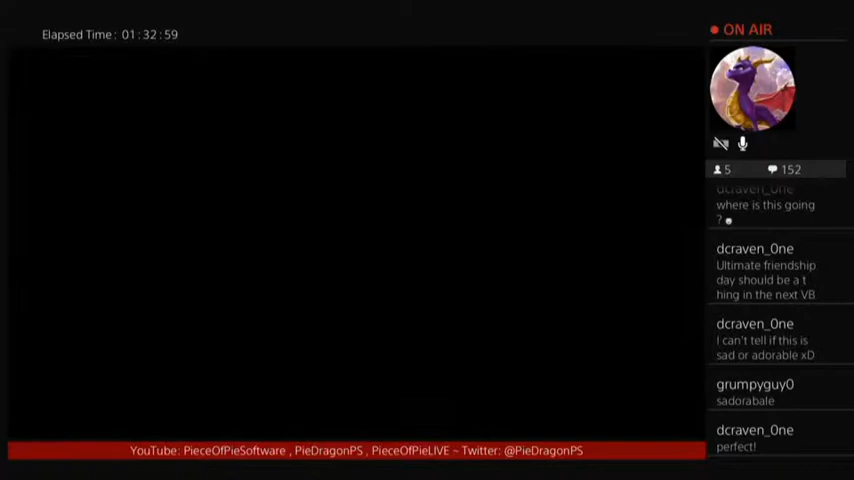 Elapsed Time: 01:32:59
ON AIR
5 152
dcraven_0ne
where is this going
?
dcraven_0ne
Ultimate friendship
day should be a t
hing in the next VB
dcraven_0ne
I can't tell if this is
sad or adorable xD
grumpyguy0
sadorabale
dcraven_0ne
perfect!
YouTube: PieceOfPieSoftware , PieDragonPS , PieceOfPieLIVE ~ Twitter: @PieDragonPS